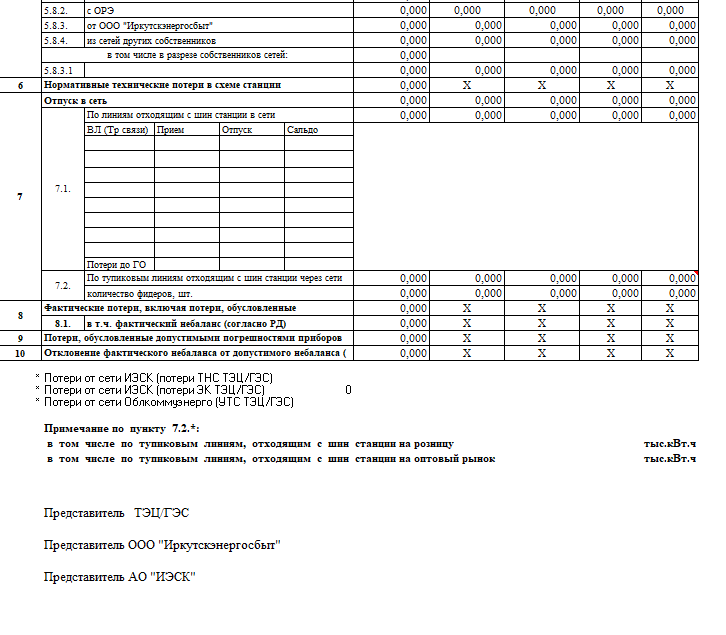 5.8.2. с ОРЭ 0,000 0,000 0,000 0,000 0,000
5.8.3. от ООО "Иркутскэнергосбыт" 0,000 0,000 0,000 0,000 0,000
5.8.4. из сетей других собственников 0,000 0,000 0,000 0,000 0,000
в том числе в разрезе собственников сетей: 0,000
5.8.3.1 0,000 0,000 0,000 0,000 0,000
6 Нормативные технические потери в схеме станции 0,000 X X X X
Отпуск в сеть 0,000 0,000 0,000 0,000 0,000
По линиям отходящим с шин станции в сети 0,000 0,000 0,000 0,000 0,000
ВЛ (Тр связи) Прием Отпуск Сальдо
7 7.1.
Потери до ГО
7.2. По тупиковым линиям отходящим с шин станции через сети 0,000 0,000 0,000 0,000 0,000
количество фидеров, шт. 0,000 0,000 0,000 0,000 0,000
8 Фактические потери, включая потери, обусловленные 0,000 X X X X
8.1. в т.ч. фактический небаланс (согласно РД) 0,000 X X X X
9 Потери, обусловленные допустимыми погрешностями приборов 0,000 X X X X
10 Отклонение фактического небаланса от допустимого небаланса ( 0,000 X X X X
* Потери от сети ИЭСК (потери ТНС ТЭЦ/ГЭС)
* Потери от сети ИЭСК (потери ЭК ТЭЦ/ГЭС) 0
* Потери от сети Облкоммуэнерго (УТС ТЭЦ/ГЭС)
Примечание по пункту 7.2.*:
в том числе по тупиковым линиям, отходящим с шин станции на розницу тыс.кВт.ч
в том числе по тупиковым линиям, отходящим с шин станции на оптовый рынок тыс.кВт.ч
Представитель ТЭЦ/ГЭС
Представитель ООО "Иркутскэнергосбыт"
Представитель АО "ИЭСК"